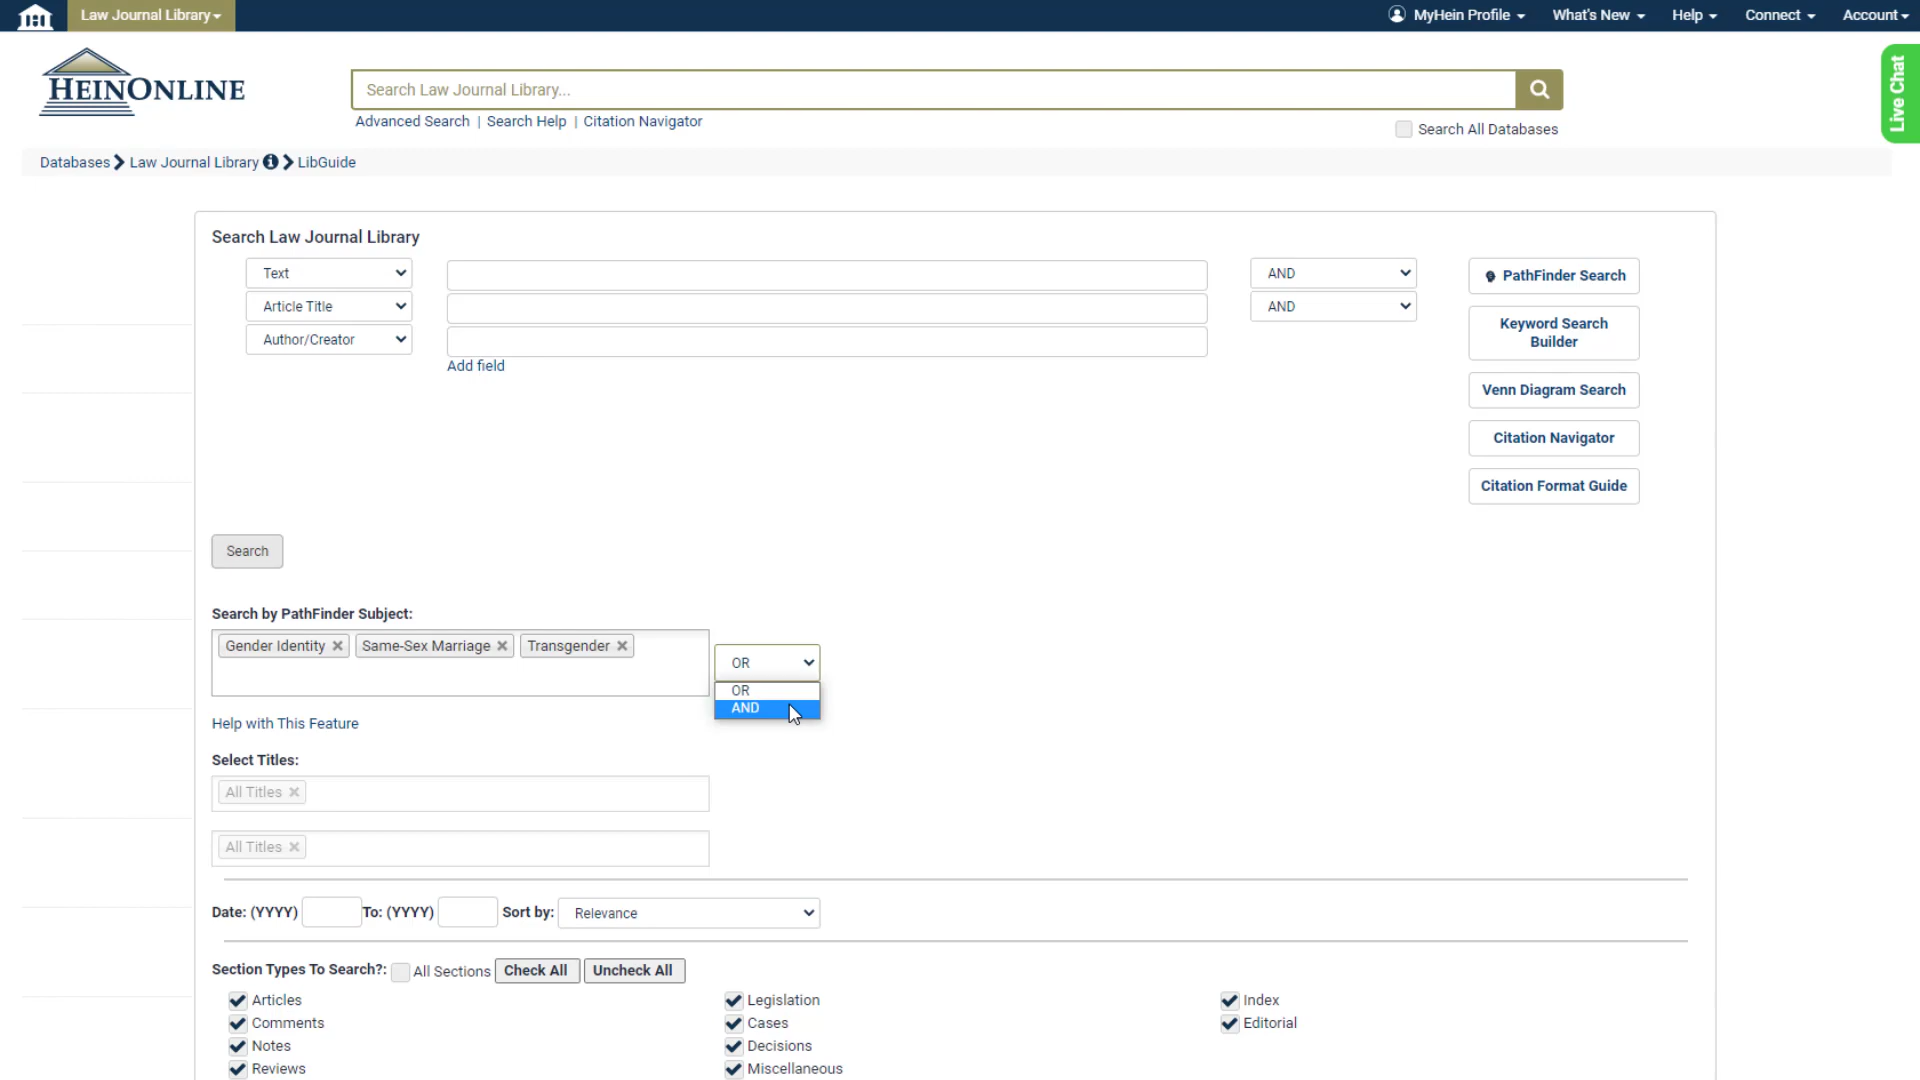 Law Journal Library
MyHein Profile
What's New
Help
Connect
Account
HEINONLINE
Search Law Journal Library...
Advanced Search | Search Help | Citation Navigator
Search All Databases
Live Chat
Databases
Law Journal Library
LibGuide
Search Law Journal Library
Text
AND
PathFinder Search
Article Title
AND
Keyword Search
Builder
Author/Creator
Add field
Venn Diagram Search
Citation Navigator
Citation Format Guide
Search
Search by PathFinder Subject:
Gender Identity
Same-Sex Marriage
Transgender
OR
OR
AND
Help with This Feature
Select Titles:
All Titles
All Titles
Date: (YYYY)
To: (YYYY)
Sort by:
Relevance
Section Types To Search?:
All Sections
Check All
Uncheck All
Articles
Legislation
Index
Comments
Cases
Editorial
Notes
Decisions
Reviews
Miscellaneous